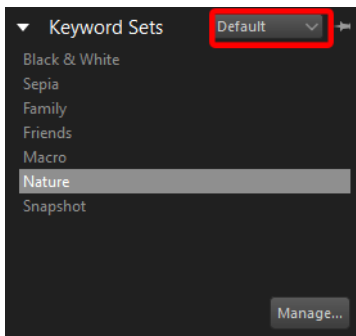 Keyword Sets Default
Black & White
Sepia
Family
Friends
Macro
Nature
Snapshot
Manage...